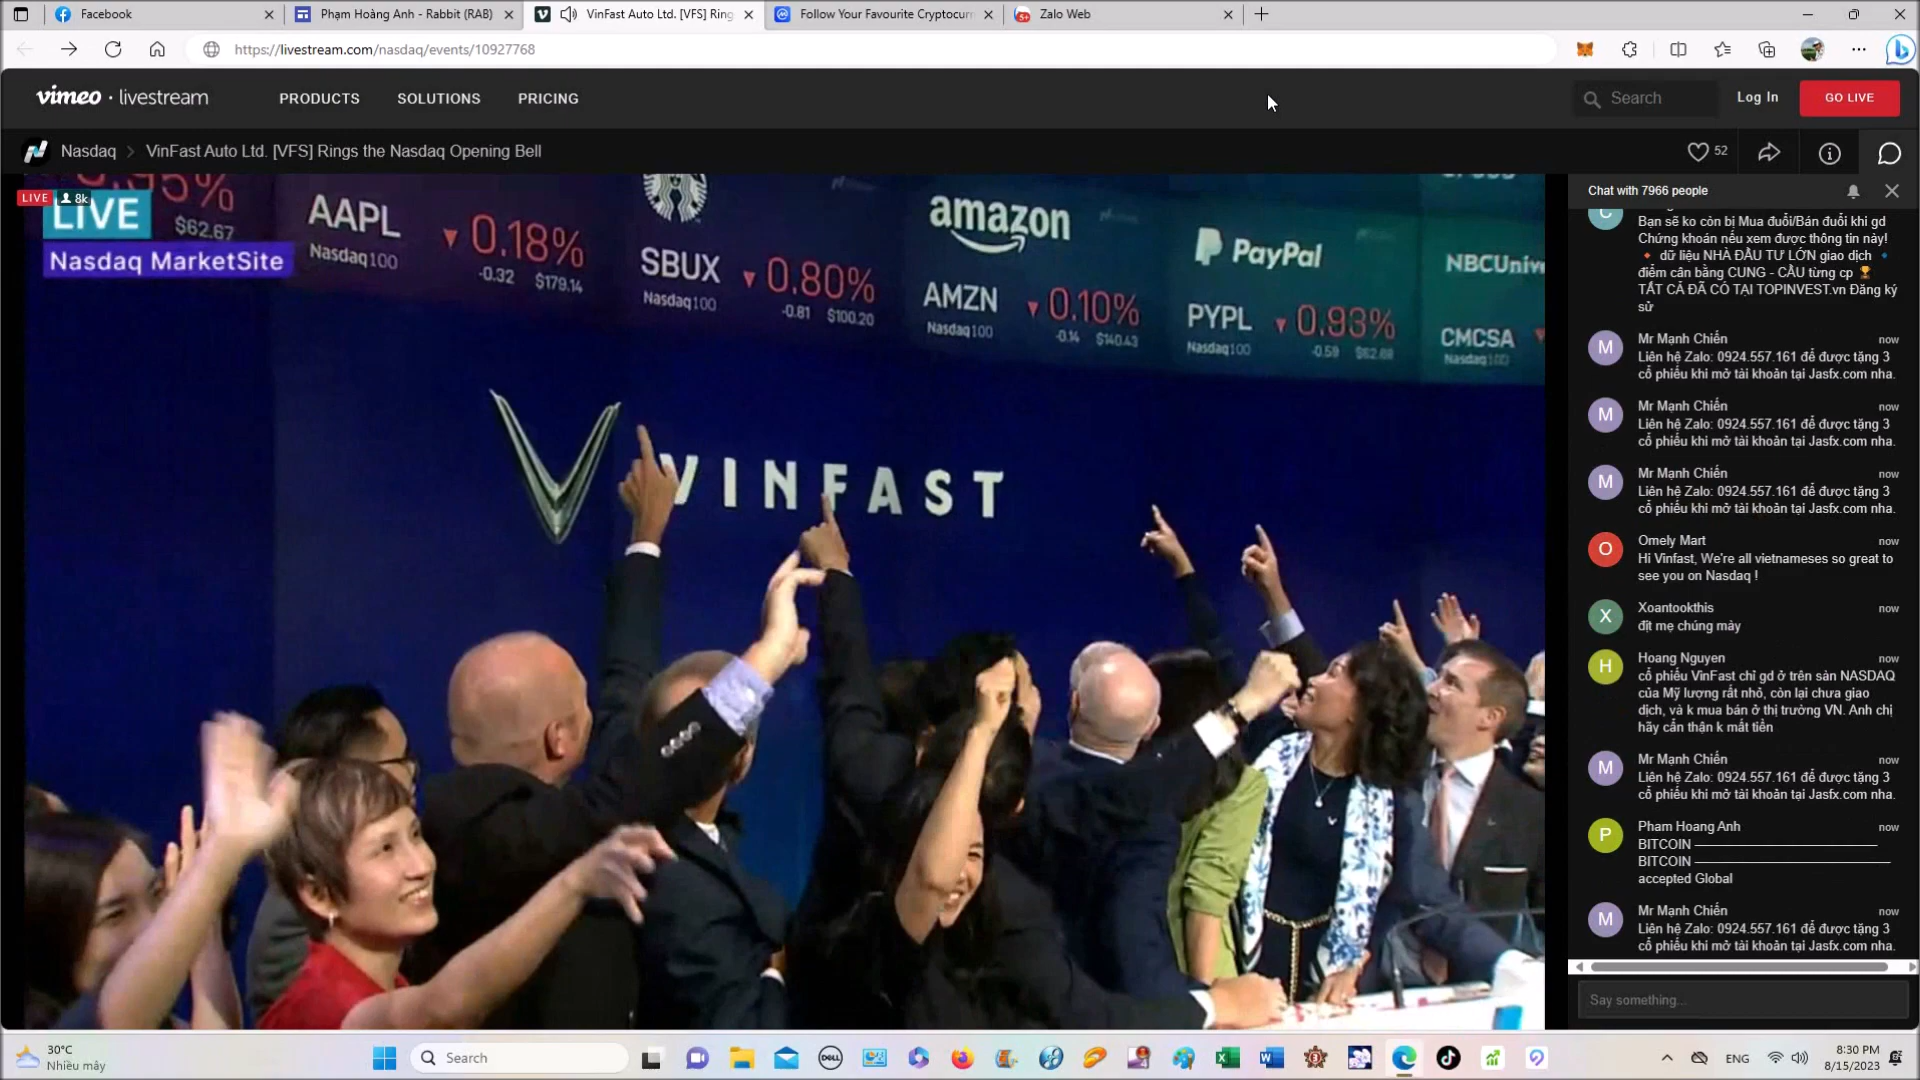 Facebook
Phạm Hoàng Anh - Rabbit (RAB)
VinFast Auto Ltd. [VFS] Ring
Follow Your Favourite Cryptocurr
Zalo Web
https://livestream.com/nasdaq/events/10927768
vimeo · livestream
PRODUCTS
SOLUTIONS
PRICING
Search
Log In
GO LIVE
Nasdaq > VinFast Auto Ltd. [VFS] Rings the Nasdaq Opening Bell
52
LIVE 8k
LIVE
Nasdaq MarketSite
$62.67
AAPL
Nasdaq100
0.18%
-0.32 $179.14
SBUX
Nasdaq100
0.80%
-0.81 $100.20
amazon
AMZN
Nasdaq100
0.10%
-0.14 $140.43
PayPal
PYPL
Nasdaq100
0.93%
-0.59 $62.68
NBCUnive
CMCSA
Nasdaq100
VINFAST
Chat with 7966 people
Bạn sẽ ko còn bị Mua đuổi/Bán đuổi khi gd
Chứng khoán nếu xem được thông tin này!
🔸 dữ liệu NHÀ ĐẦU TƯ LỚN giao dịch 🔹
điểm cân bằng CUNG - CẦU từng cp 🏆
TẤT CẢ ĐÃ CÓ TẠI TOPINVEST.vn Đăng ký
sử
M
Mr Mạnh Chiến now
Liên hệ Zalo: 0924.557.161 để được tặng 3
cổ phiếu khi mở tài khoản tại Jasfx.com nha.
M
Mr Mạnh Chiến now
Liên hệ Zalo: 0924.557.161 để được tặng 3
cổ phiếu khi mở tài khoản tại Jasfx.com nha.
M
Mr Mạnh Chiến now
Liên hệ Zalo: 0924.557.161 để được tặng 3
cổ phiếu khi mở tài khoản tại Jasfx.com nha.
O
Omely Mart now
Hi Vinfast, We're all vietnameses so great to
see you on Nasdaq !
X
Xoantookthis now
địt mẹ chúng mày
H
Hoang Nguyen now
cổ phiếu VinFast chỉ gd ở trên sàn NASDAQ
của Mỹ lượng rất nhỏ, còn lại chưa giao
dịch, và k mua bán ở thị trường VN. Anh chị
hãy cẩn thận k mất tiền
M
Mr Mạnh Chiến now
Liên hệ Zalo: 0924.557.161 để được tặng 3
cổ phiếu khi mở tài khoản tại Jasfx.com nha.
P
Pham Hoang Anh now
BITCOIN ————————————
BITCOIN —————————————
accepted Global
M
Mr Mạnh Chiến now
Liên hệ Zalo: 0924.557.161 để được tặng 3
cổ phiếu khi mở tài khoản tại Jasfx.com nha.
Say something...
30°C
Nhiều mây
Search
DELL
ENG
8:30 PM
8/15/2023